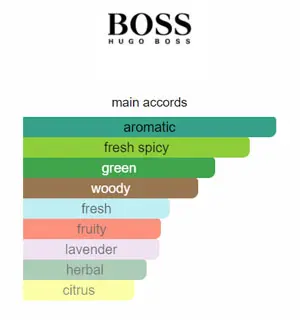 BOSS
HUGO BOSS
main accords
aromatic
fresh spicy
green
woody
fresh
fruity
lavender
herbal
citrus